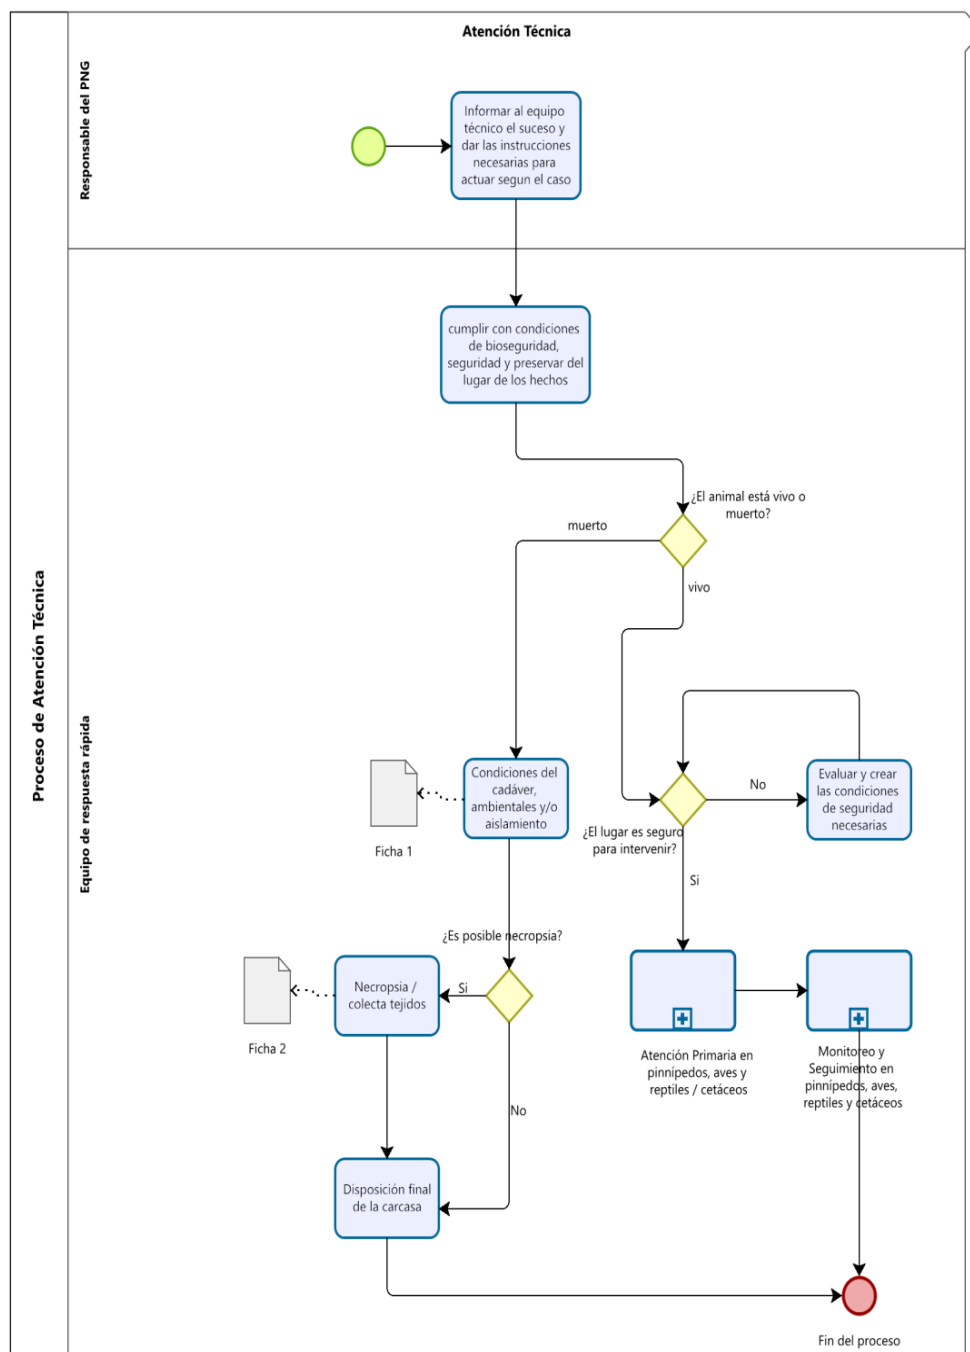 Atención Técnica
Proceso de Atención Técnica
Responsable del PNG
Informar al equipo
técnico el suceso y
dar las instrucciones
necesarias para
actuar segun el caso
Equipo de respuesta rápida
cumplir con condiciones
de bioseguridad,
seguridad y preservar del
lugar de los hechos
¿El animal está vivo o
muerto?
muerto
vivo
Condiciones del
cadáver,
ambientales y/o
aislamiento
Ficha 1
¿El lugar es seguro
para intervenir?
No
Evaluar y crear
las condiciones
de seguridad
necesarias
Si
¿Es posible necropsia?
Si
Necropsia /
colecta tejidos
Ficha 2
No
Atención Primaria en
pinnípedos, aves y
reptiles / cetáceos
Monitoreo y
Seguimiento en
pinnípedos, aves,
reptiles y cetáceos
Disposición final
de la carcasa
Fin del proceso